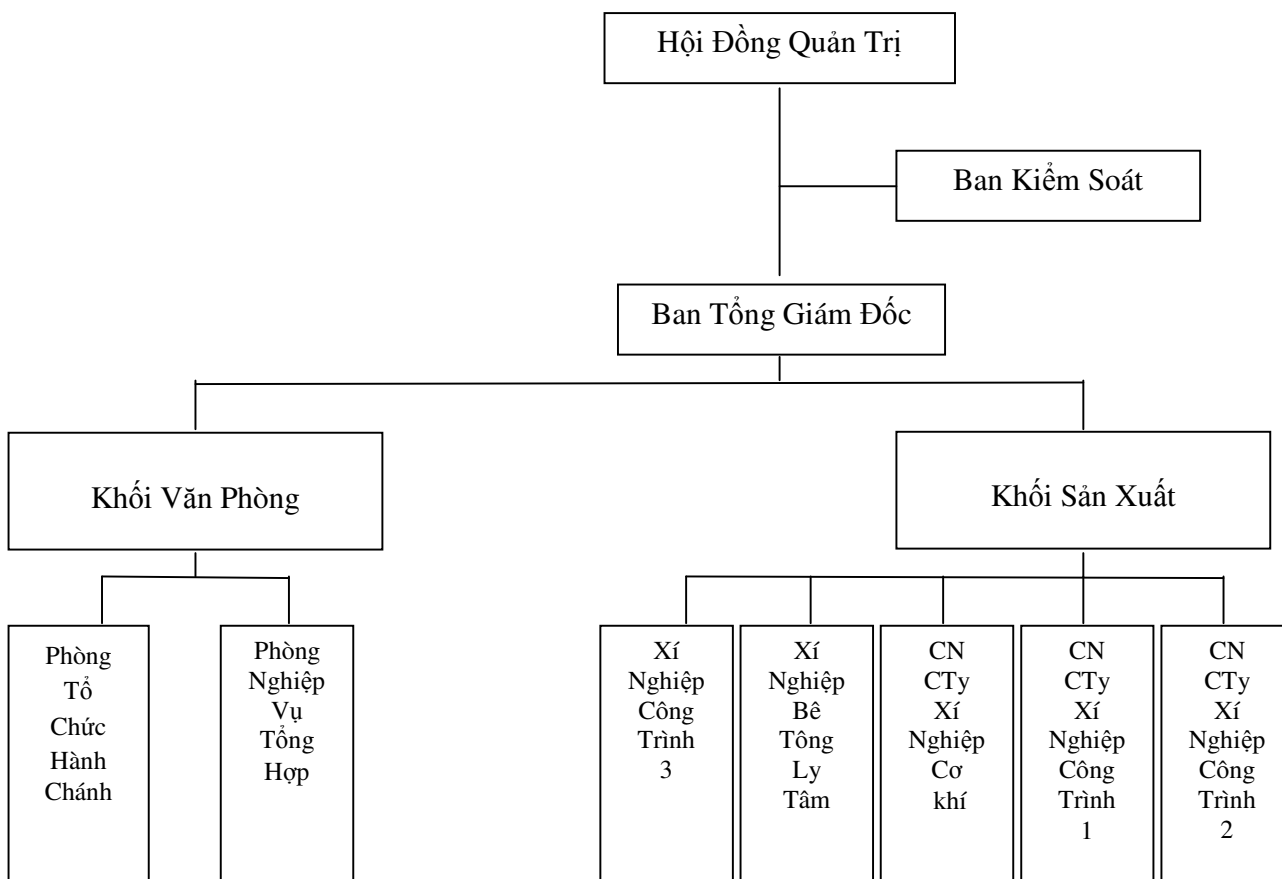 Hội Đồng Quản Trị
Ban Kiểm Soát
Ban Tổng Giám Đốc
Khối Văn Phòng
Khối Sản Xuất
Phòng
Tổ
Chức
Hành
Chánh
Phòng
Nghiệp
Vụ
Tổng
Hợp
Xí
Nghiệp
Công
Trình
3
Xí
Nghiệp
Bê
Tông
Ly
Tâm
CN
CTy
Xí
Nghiệp
Cơ
khí
CN
CTy
Xí
Nghiệp
Công
Trình
1
CN
CTy
Xí
Nghiệp
Công
Trình
2